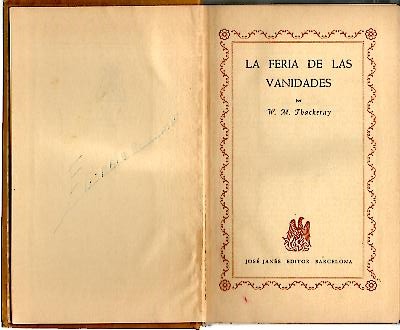 LA FERIA DE LAS
VANIDADES
por
W. M. Thackeray
JOSÉ JANÉS EDITOR BARCELONA